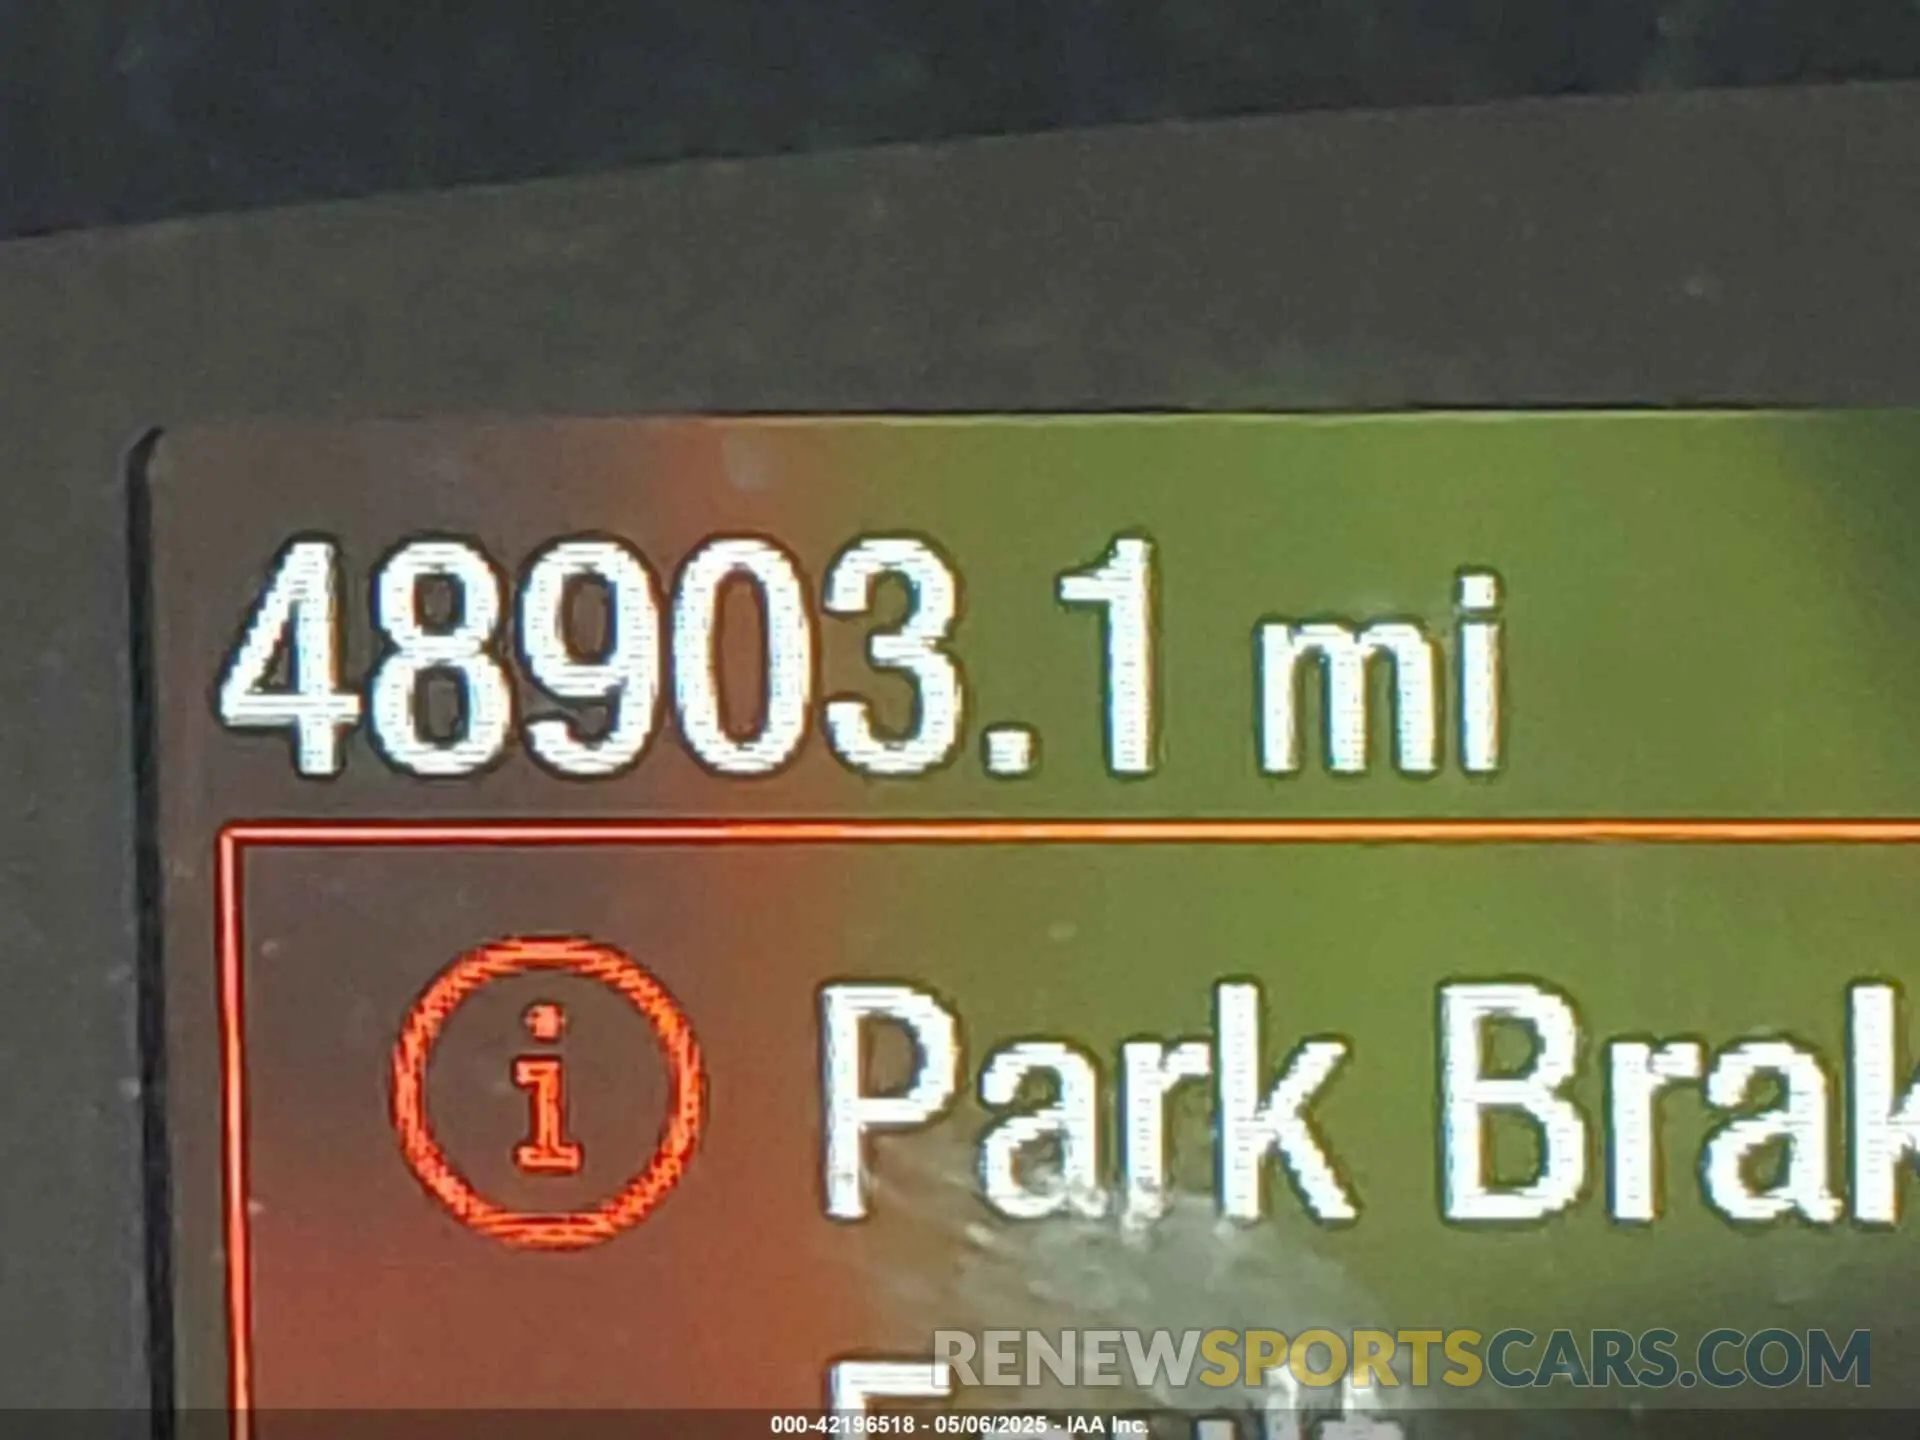 48903.1 mi
i Park Brak
RENEWSPORTSCARS.COM
000-42196518 - 05/06/2025 - IAA Inc.